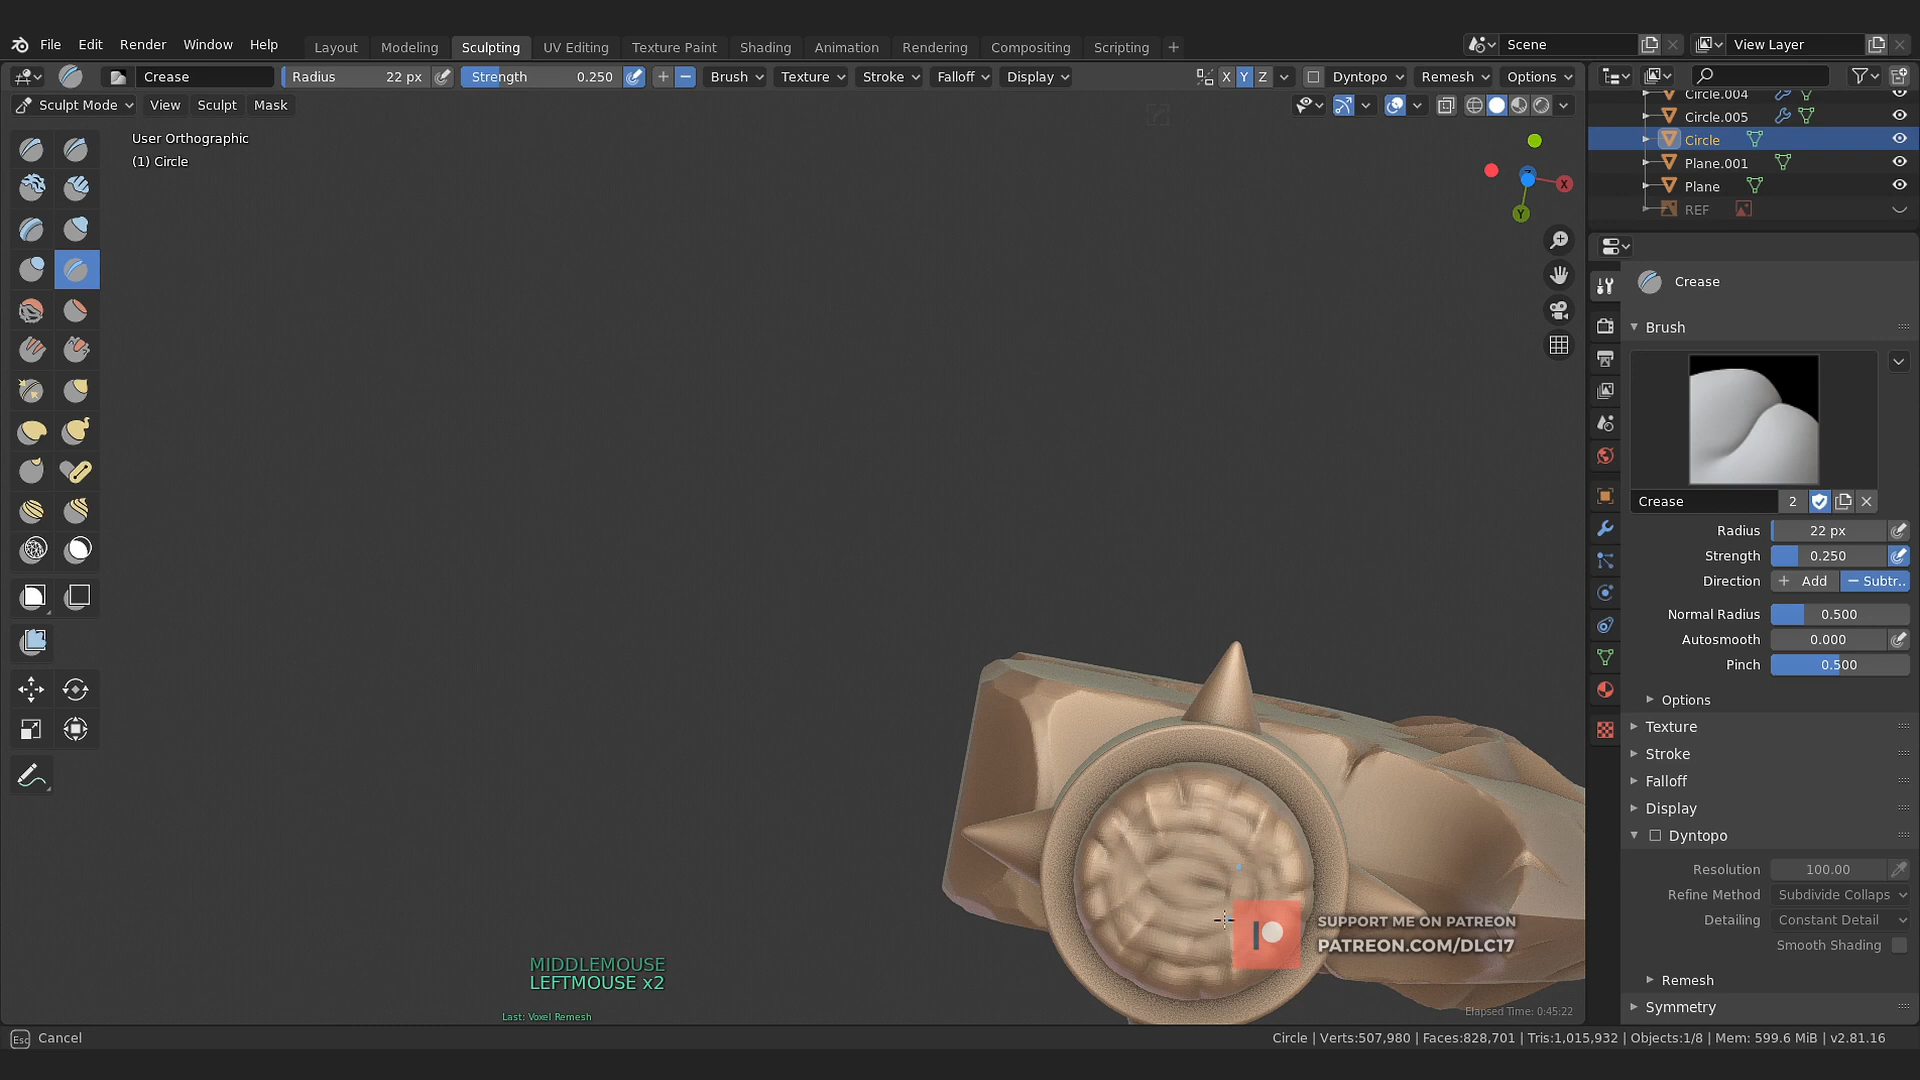 File Edit Render Window Help Layout Modeling Sculpting UV Editing Texture Paint Shading Animation Rendering Compositing Scripting + Scene View Layer
Crease Radius 22 px Strength 0.250 Brush Texture Stroke Falloff Display X Y Z Dyntopo Remesh Options
Sculpt Mode View Sculpt Mask
User Orthographic
(1) Circle
X
Y
Circle.004
Circle.005
Circle
Plane.001
Plane
REF
Crease
Brush
Crease 2
Radius 22 px
Strength 0.250
Direction + Add − Subtr..
Normal Radius 0.500
Autosmooth 0.000
Pinch 0.500
Options
Texture
Stroke
Falloff
Display
Dyntopo
Resolution 100.00
Refine Method Subdivide Collaps
Detailing Constant Detail
Smooth Shading
Remesh
Symmetry
SUPPORT ME ON PATREON
PATREON.COM/DLC17
MIDDLEMOUSE
LEFTMOUSE x2
Last: Voxel Remesh
Elapsed Time: 0:45:22
Esc Cancel
Circle | Verts:507,980 | Faces:828,701 | Tris:1,015,932 | Objects:1/8 | Mem: 599.6 MiB | v2.81.16